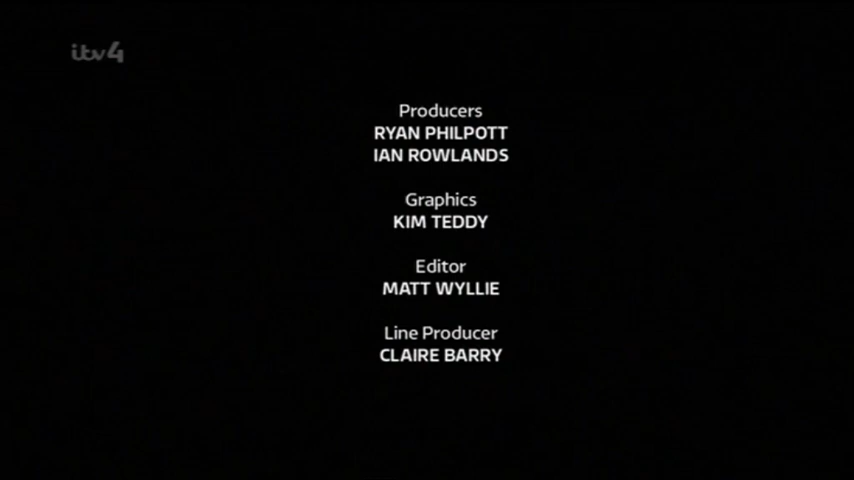 itv4
Producers
RYAN PHILPOTT
IAN ROWLANDS
Graphics
KIM TEDDY
Editor
MATT WYLLIE
Line Producer
CLAIRE BARRY